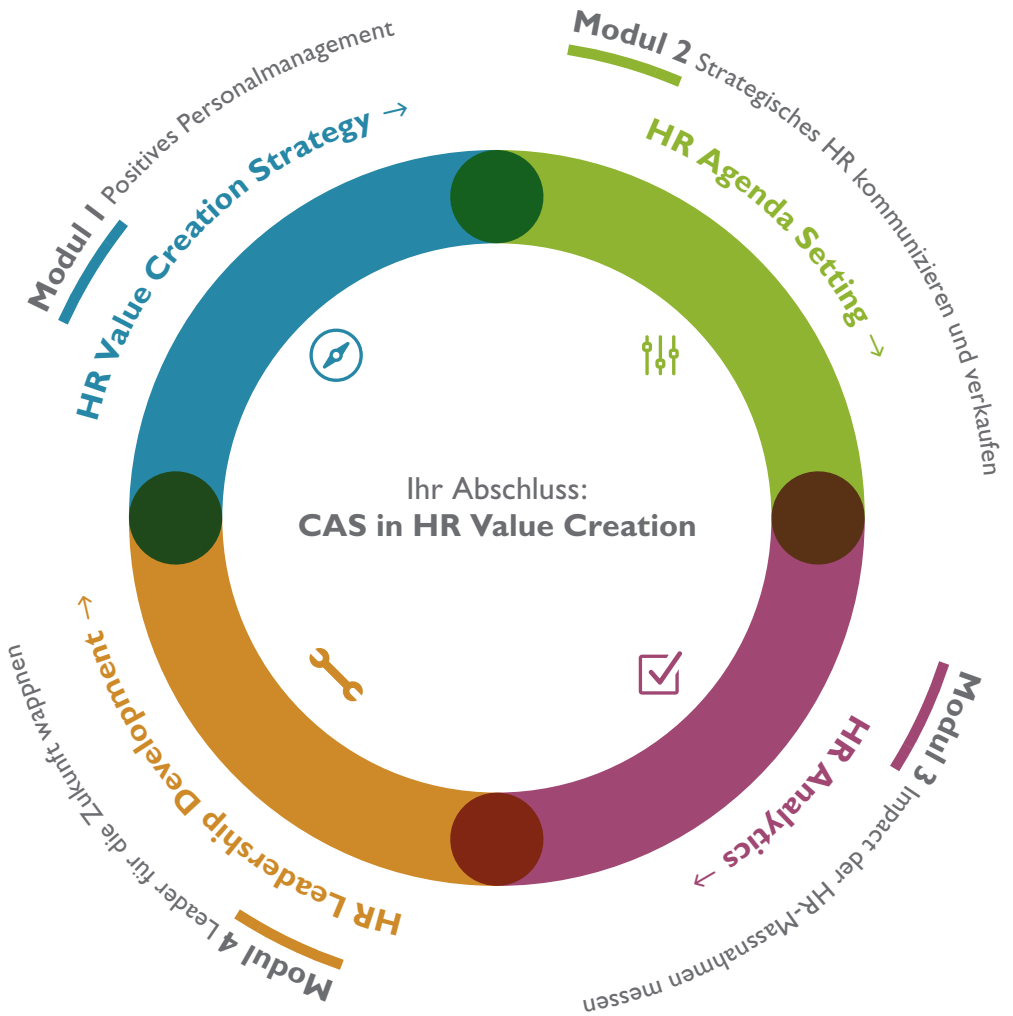 Modul 1 Positives Personalmanagement
HR Value Creation Strategy →
Modul 2 Strategisches HR kommunizieren und verkaufen
HR Agenda Setting →
Ihr Abschluss:
CAS in HR Value Creation
Modul 3 Impact der HR-Massnahmen messen
HR Analytics →
Modul 4 Leader für die Zukunft wappnen
HR Leadership Development →